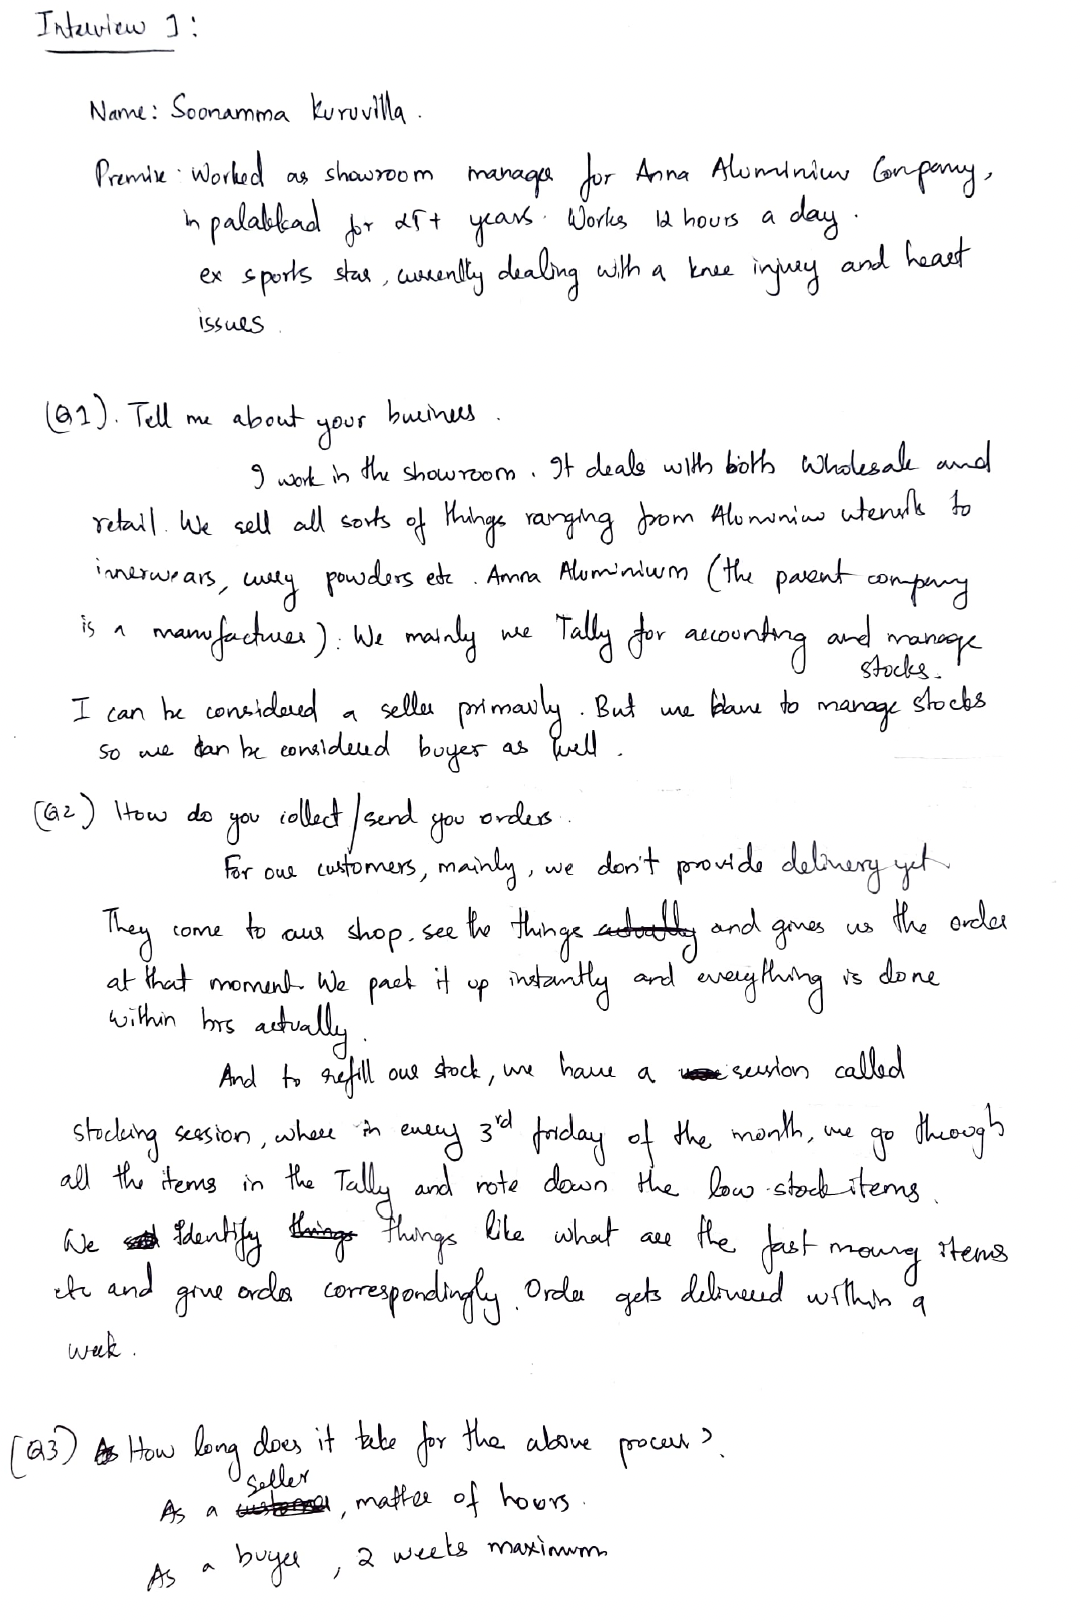 Interview 1:
Name: Soonamma Kuruvilla.
Premise: Worked as showroom manager for Anna Aluminium Company,
in palakkad for 25+ years. Works 12 hours a day.
ex sports star, currently dealing with a knee injury and heart
issues.
(Q1). Tell me about your business.
I work in the showroom. It deals with both wholesale and
retail. We sell all sorts of things ranging from Aluminium utensils to
innerwears, curry powders etc. Anna Aluminium (the parent company
is a manufacturer). We mainly use Tally for accounting and manage
stocks.
I can be considered a seller primarily. But we have to manage stocks
so we can be considered buyer as well.
(Q2) How do you collect/send you orders.
For our customers, mainly, we don't provide delivery yet
They come to our shop, see the things actually and gives us the order
at that moment. We pack it up instantly and everything is done
within hrs actually.
And to refill our stock, we have a session called
stocking session, where in every 3rd friday of the month, we go through
all the items in the Tally and note down the low-stock items.
We Identify things things like what are the fast moving items
etc and give order correspondingly. Order gets delivered within a
week.
(Q3) How long does it take for the above process?
Seller
As a customer, matter of hours.
As a buyer, 2 weeks maximum